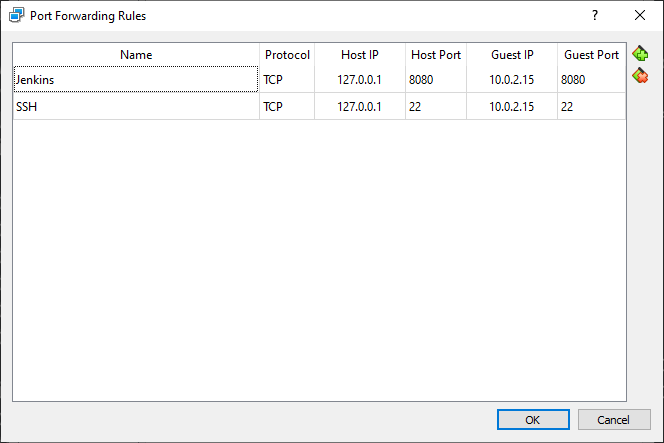 Port Forwarding Rules
Name Protocol Host IP Host Port Guest IP Guest Port
Jenkins TCP 127.0.0.1 8080 10.0.2.15 8080
SSH TCP 127.0.0.1 22 10.0.2.15 22
OK Cancel